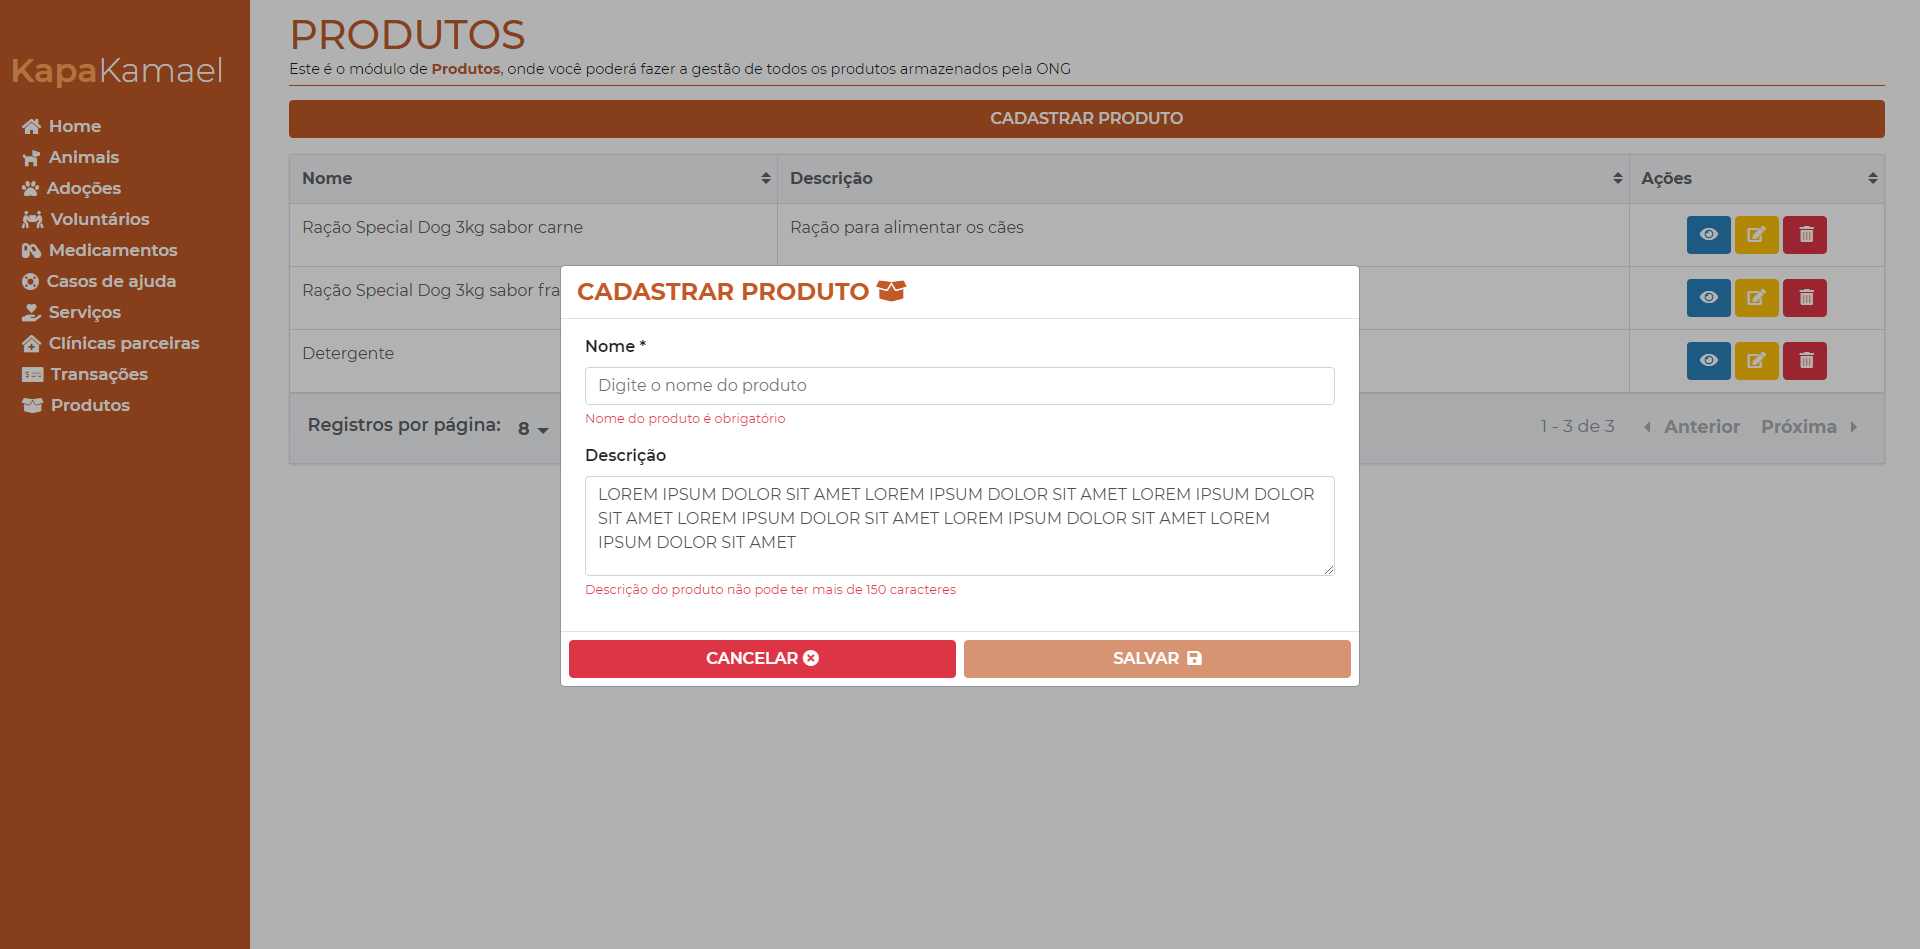 KapaKamael
Home
Animais
Adoções
Voluntários
Medicamentos
Casos de ajuda
Serviços
Clínicas parceiras
Transações
Produtos
PRODUTOS
Este é o módulo de Produtos, onde você poderá fazer a gestão de todos os produtos armazenados pela ONG
CADASTRAR PRODUTO
Nome Descrição Ações
Ração Special Dog 3kg sabor carne Ração para alimentar os cães
Ração Special Dog 3kg sabor fra
Detergente
Registros por página: 8 1 - 3 de 3 Anterior Próxima
CADASTRAR PRODUTO
Nome *
Digite o nome do produto
Nome do produto é obrigatório
Descrição
LOREM IPSUM DOLOR SIT AMET LOREM IPSUM DOLOR SIT AMET LOREM IPSUM DOLOR
SIT AMET LOREM IPSUM DOLOR SIT AMET LOREM IPSUM DOLOR SIT AMET LOREM
IPSUM DOLOR SIT AMET
Descrição do produto não pode ter mais de 150 caracteres
CANCELAR SALVAR